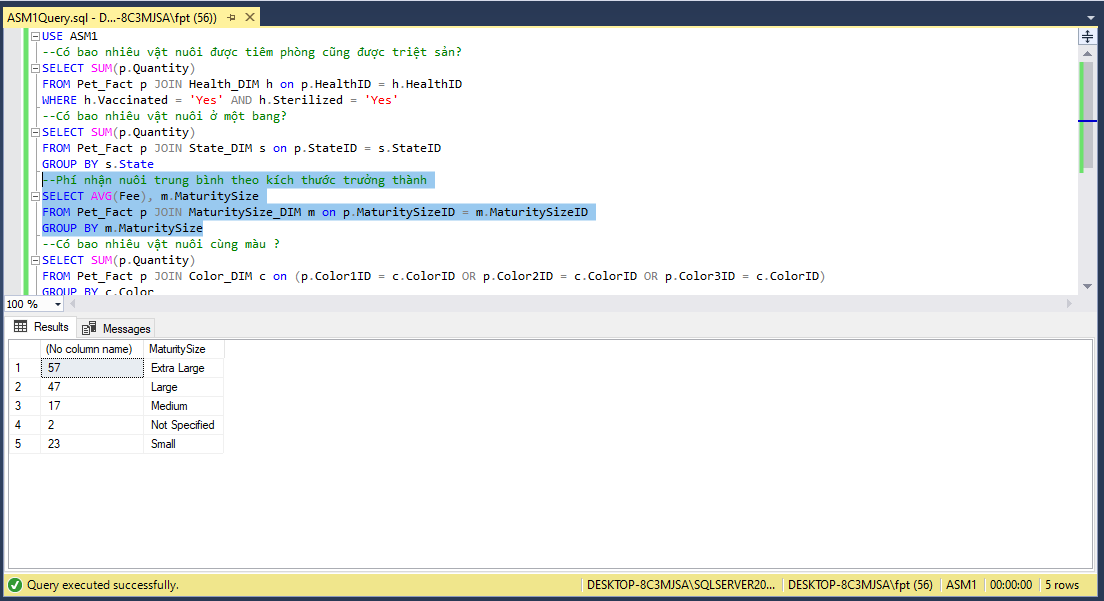 ASM1Query.sql - D...-8C3MJSA\fpt (56))
USE ASM1
--Có bao nhiêu vật nuôi được tiêm phòng cũng được triệt sản?
SELECT SUM(p.Quantity)
FROM Pet_Fact p JOIN Health_DIM h on p.HealthID = h.HealthID
WHERE h.Vaccinated = 'Yes' AND h.Sterilized = 'Yes'
--Có bao nhiêu vật nuôi ở một bang?
SELECT SUM(p.Quantity)
FROM Pet_Fact p JOIN State_DIM s on p.StateID = s.StateID
GROUP BY s.State
--Phí nhận nuôi trung bình theo kích thước trưởng thành
SELECT AVG(Fee), m.MaturitySize
FROM Pet_Fact p JOIN MaturitySize_DIM m on p.MaturitySizeID = m.MaturitySizeID
GROUP BY m.MaturitySize
--Có bao nhiêu vật nuôi cùng màu ?
SELECT SUM(p.Quantity)
FROM Pet_Fact p JOIN Color_DIM c on (p.Color1ID = c.ColorID OR p.Color2ID = c.ColorID OR p.Color3ID = c.ColorID)
GROUP BY c.Color
100 %
Results Messages
(No column name) MaturitySize
1 57 Extra Large
2 47 Large
3 17 Medium
4 2 Not Specified
5 23 Small
Query executed successfully. DESKTOP-8C3MJSA\SQLSERVER20... DESKTOP-8C3MJSA\fpt (56) ASM1 00:00:00 5 rows